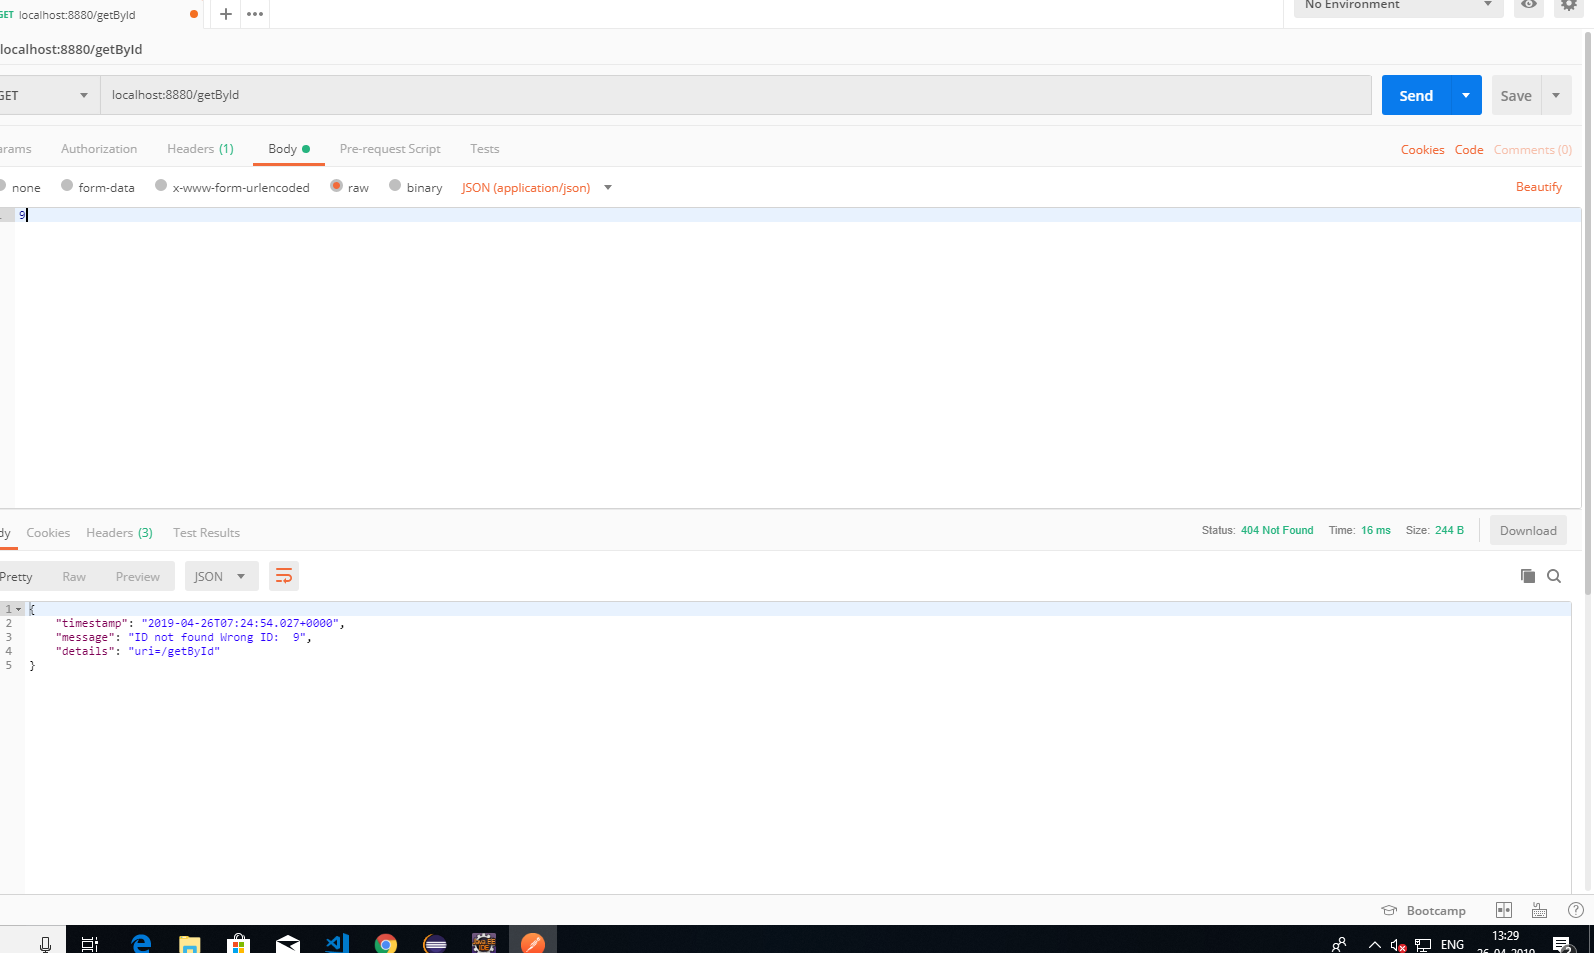 GET localhost:8880/getById
No Environment
localhost:8880/getById
GET localhost:8880/getById Send Save
arams Authorization Headers (1) Body Pre-request Script Tests Cookies Code Comments (0)
none form-data x-www-form-urlencoded raw binary JSON (application/json) Beautify
9
dy Cookies Headers (3) Test Results Status: 404 Not Found Time: 16 ms Size: 244 B Download
Pretty Raw Preview JSON
1 {
2 "timestamp": "2019-04-26T07:24:54.027+0000",
3 "message": "ID not found Wrong ID:  9",
4 "details": "uri=/getById"
5 }
Bootcamp
ENG 13:29
26-04-2019